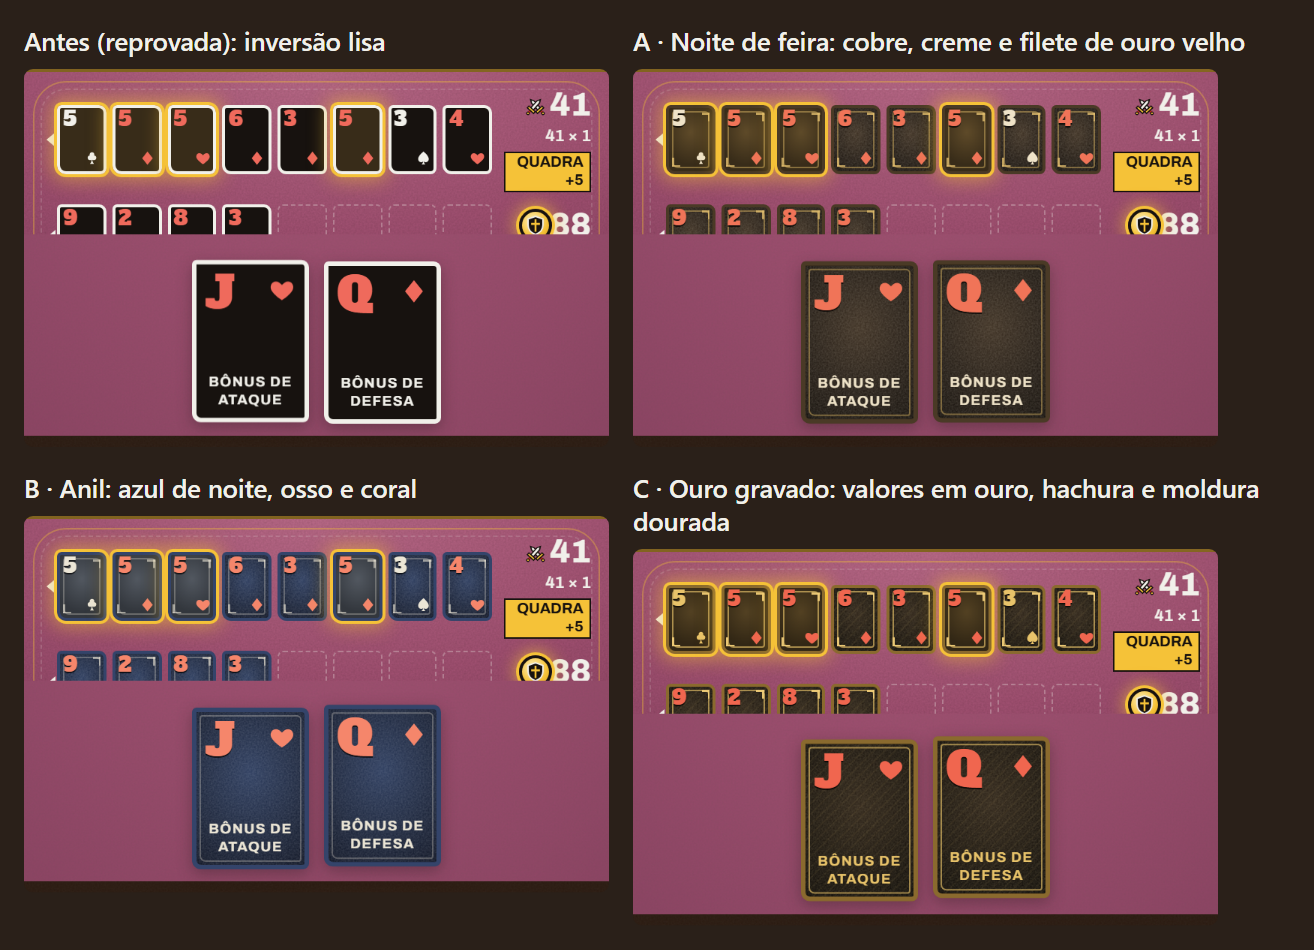 Antes (reprovada): inversão lisa
5 5 5 6 3 5 3 4
41
41 × 1
QUADRA
+5
9 2 8 3
88
J Q
BÔNUS DE
ATAQUE
BÔNUS DE
DEFESA
A · Noite de feira: cobre, creme e filete de ouro velho
5 5 5 6 3 5 3 4
41
41 × 1
QUADRA
+5
9 2 8 3
88
J Q
BÔNUS DE
ATAQUE
BÔNUS DE
DEFESA
B · Anil: azul de noite, osso e coral
5 5 5 6 3 5 3 4
41
41 × 1
QUADRA
+5
9 2 8 3
88
J Q
BÔNUS DE
ATAQUE
BÔNUS DE
DEFESA
C · Ouro gravado: valores em ouro, hachura e moldura
dourada
5 5 5 6 3 5 3 4
41
41 × 1
QUADRA
+5
9 2 8 3
88
J Q
BÔNUS DE
ATAQUE
BÔNUS DE
DEFESA